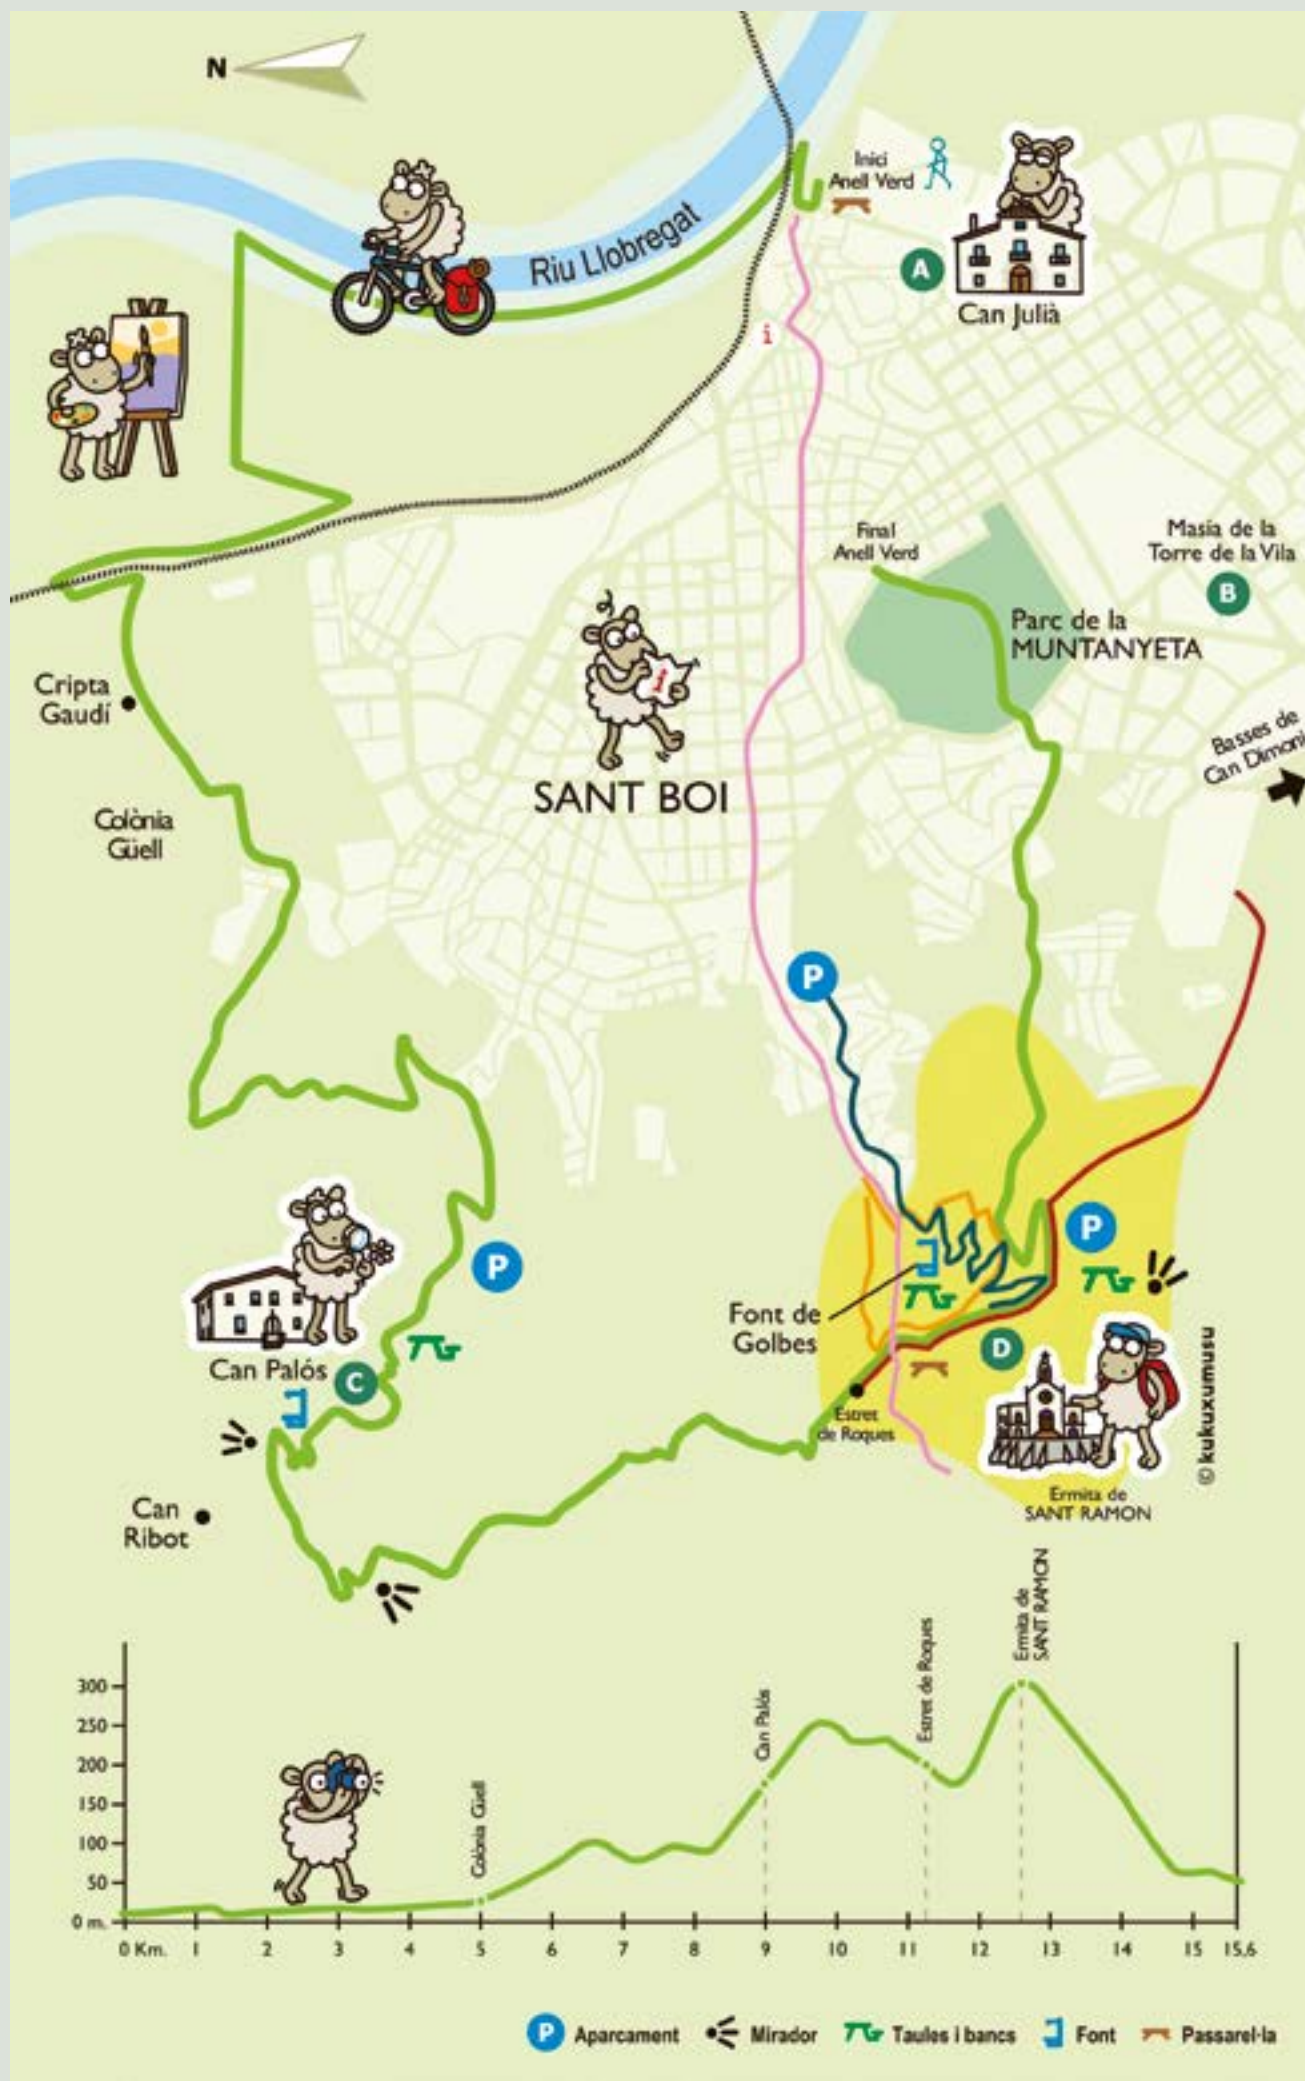 N
Inici
Anell Verd
Riu Llobregat
A
Can Julià
i
Final
Anell Verd
Masia de la
Torre de la Vila
B
Parc de la
MUNTANYETA
Cripta
Gaudí
i
Basses de
Can Dimoni
SANT BOI
Colònia
Güell
P
P
P
Font de
Golbes
D
Can Palós
C
Estret
de Roques
© kukuxumusu
Ermita de
SANT RAMON
Can
Ribot
Ermita de
SANT RAMON
Estret de Roques
Can Palós
Colònia Güell
300
250
200
150
100
50
0 m.
0 Km. 1 2 3 4 5 6 7 8 9 10 11 12 13 14 15 15,6
P Aparcament Mirador Taules i bancs Font Passarel·la